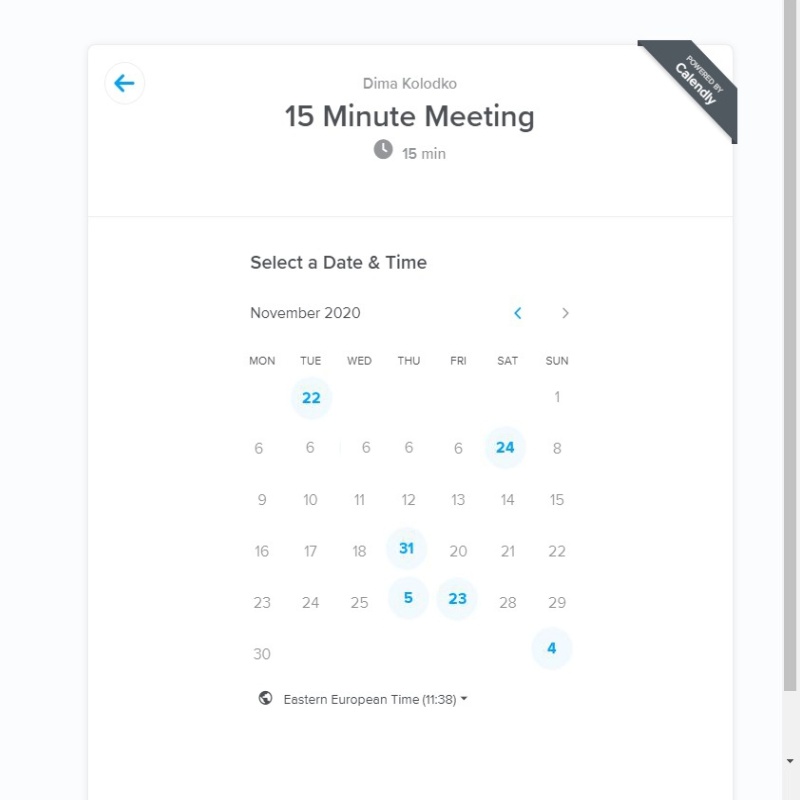 Dima Kolodko
POWERED BY
Calendly
15 Minute Meeting
15 min
Select a Date & Time
November 2020
MON TUE WED THU FRI SAT SUN
22 1
6 6 6 6 6 24 8
9 10 11 12 13 14 15
16 17 18 31 20 21 22
23 24 25 5 23 28 29
30 4
Eastern European Time (11:38)